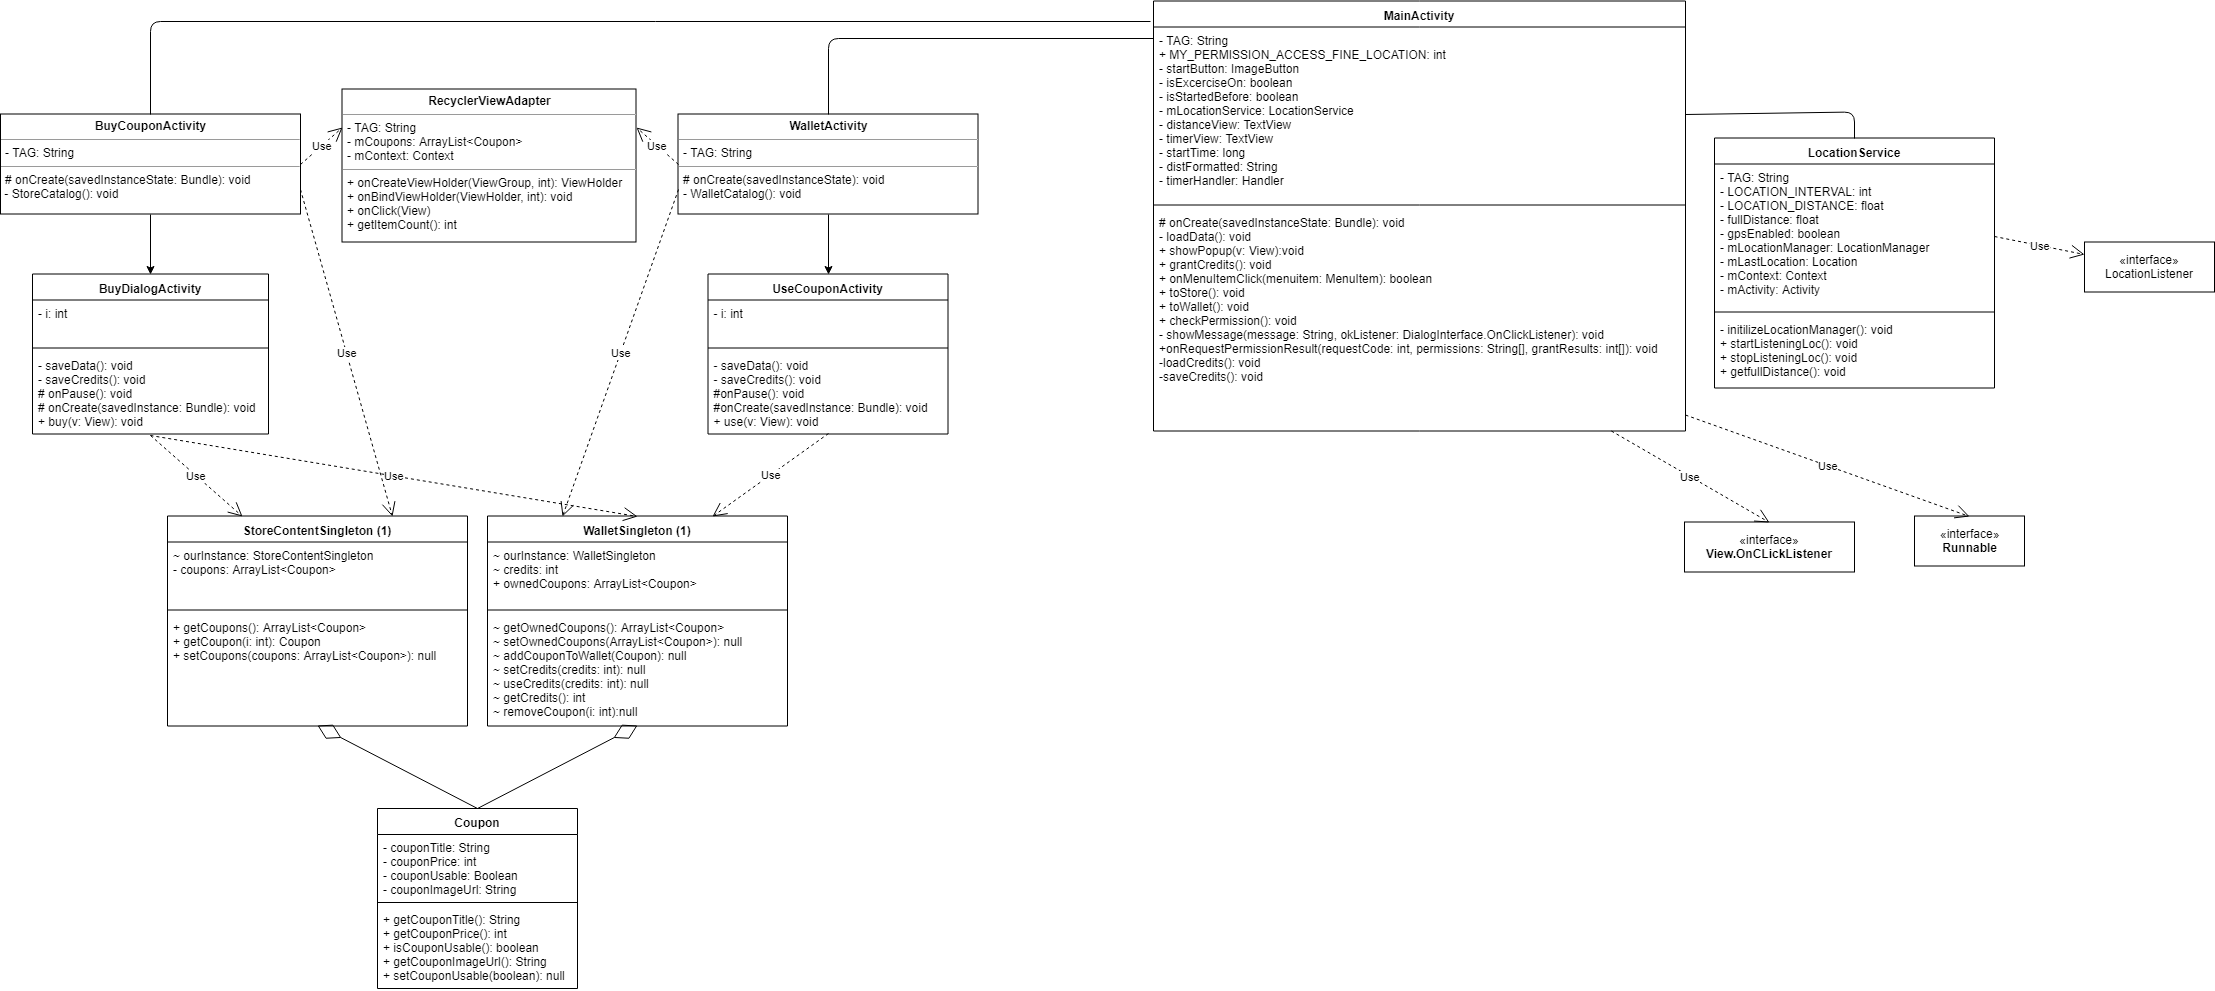 MainActivity
- TAG: String
+ MY_PERMISSION_ACCESS_FINE_LOCATION: int
- startButton: ImageButton
- isExcerciseOn: boolean
- isStartedBefore: boolean
- mLocationService: LocationService
- distanceView: TextView
- timerView: TextView
- startTime: long
- distFormatted: String
- timerHandler: Handler
# onCreate(savedInstanceState: Bundle): void
- loadData(): void
+ showPopup(v: View):void
+ grantCredits(): void
+ onMenuItemClick(menuitem: MenuItem): boolean
+ toStore(): void
+ toWallet(): void
+ checkPermission(): void
- showMessage(message: String, okListener: DialogInterface.OnClickListener): void
+onRequestPermissionResult(requestCode: int, permissions: String[], grantResults: int[]): void
-loadCredits(): void
-saveCredits(): void
RecyclerViewAdapter
- TAG: String
- mCoupons: ArrayList<Coupon>
- mContext: Context
+ onCreateViewHolder(ViewGroup, int): ViewHolder
+ onBindViewHolder(ViewHolder, int): void
+ onClick(View)
+ getItemCount(): int
BuyCouponActivity
- TAG: String
# onCreate(savedInstanceState: Bundle): void
- StoreCatalog(): void
Use
WalletActivity
- TAG: String
# onCreate(savedInstanceState): void
- WalletCatalog(): void
Use
LocationService
- TAG: String
- LOCATION_INTERVAL: int
- LOCATION_DISTANCE: float
- fullDistance: float
- gpsEnabled: boolean
- mLocationManager: LocationManager
- mLastLocation: Location
- mContext: Context
- mActivity: Activity
- initilizeLocationManager(): void
+ startListeningLoc(): void
+ stopListeningLoc(): void
+ getfullDistance(): void
Use
«interface»
LocationListener
BuyDialogActivity
- i: int
- saveData(): void
- saveCredits(): void
# onPause(): void
# onCreate(savedInstance: Bundle): void
+ buy(v: View): void
Use
Use
UseCouponActivity
- i: int
- saveData(): void
- saveCredits(): void
#onPause(): void
#onCreate(savedInstance: Bundle): void
+ use(v: View): void
Use
Use
Use
Use
Use
StoreContentSingleton (1)
~ ourInstance: StoreContentSingleton
- coupons: ArrayList<Coupon>
+ getCoupons(): ArrayList<Coupon>
+ getCoupon(i: int): Coupon
+ setCoupons(coupons: ArrayList<Coupon>): null
WalletSingleton (1)
~ ourInstance: WalletSingleton
~ credits: int
+ ownedCoupons: ArrayList<Coupon>
~ getOwnedCoupons(): ArrayList<Coupon>
~ setOwnedCoupons(ArrayList<Coupon>): null
~ addCouponToWallet(Coupon): null
~ setCredits(credits: int): null
~ useCredits(credits: int): null
~ getCredits(): int
~ removeCoupon(i: int):null
«interface»
View.OnCLickListener
«interface»
Runnable
Coupon
- couponTitle: String
- couponPrice: int
- couponUsable: Boolean
- couponImageUrl: String
+ getCouponTitle(): String
+ getCouponPrice(): int
+ isCouponUsable(): boolean
+ getCouponImageUrl(): String
+ setCouponUsable(boolean): null